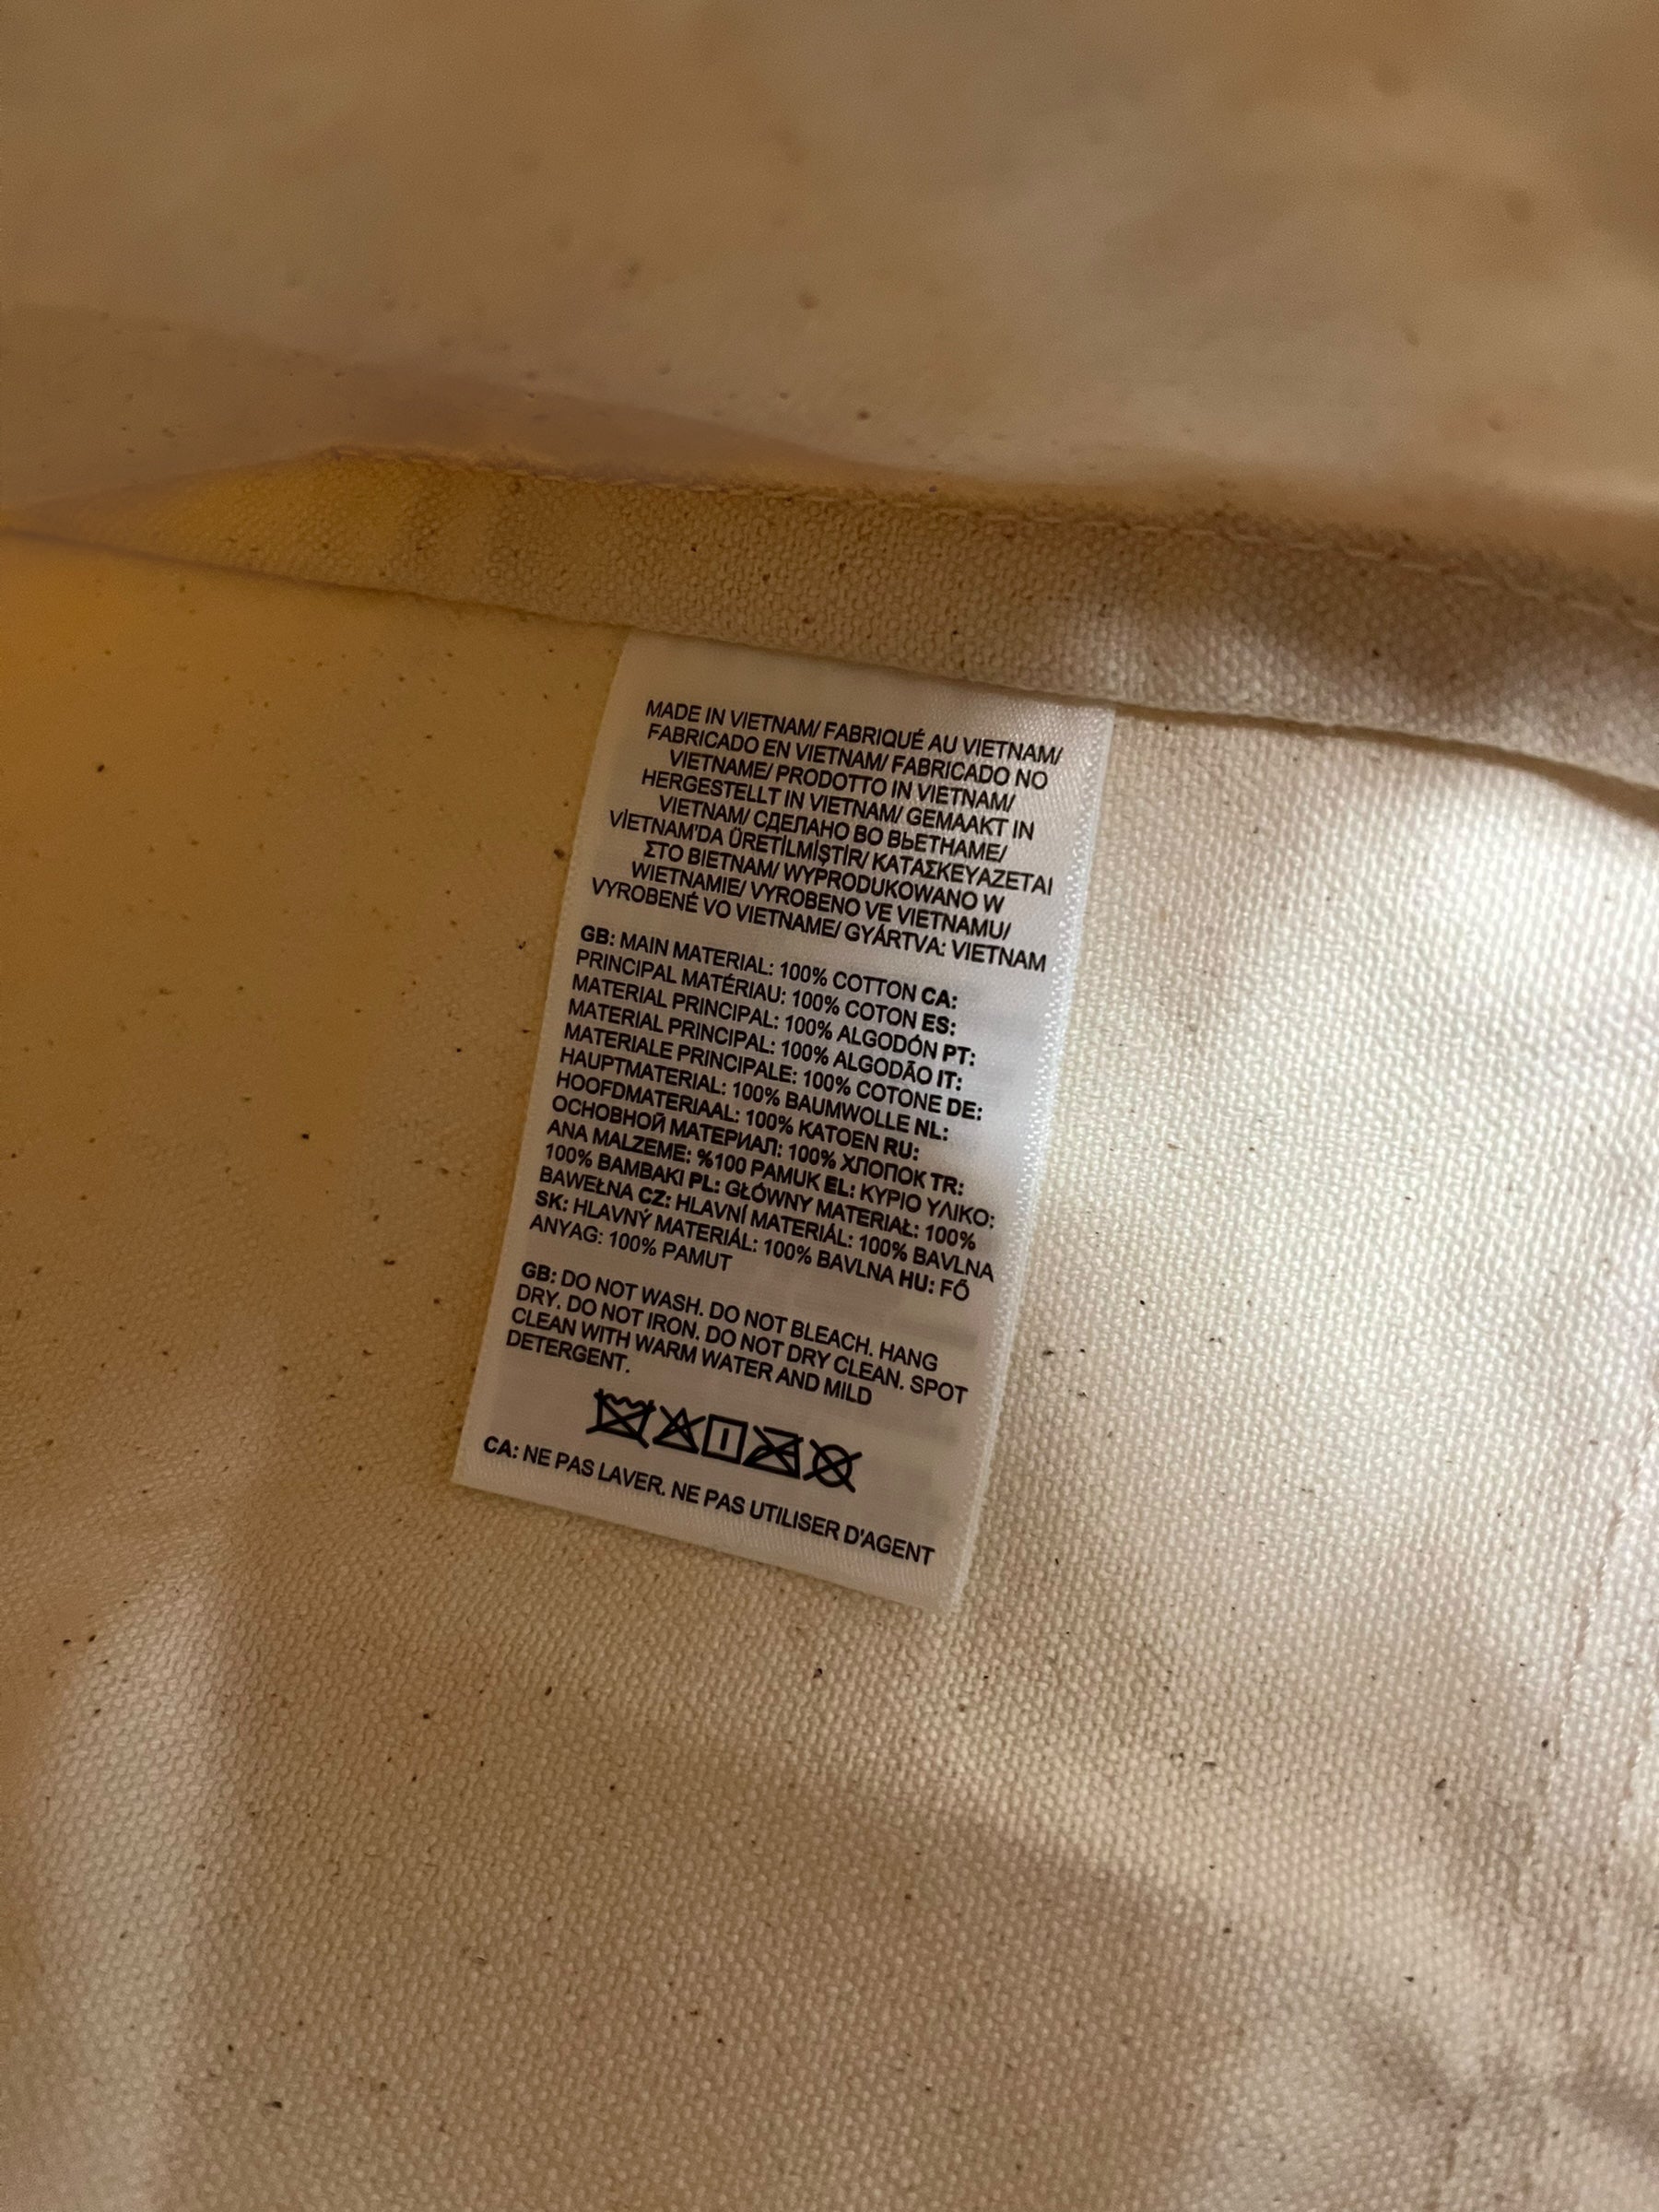 MADE IN VIETNAM/ FABRIQUÉ AU VIETNAM/
FABRICADO EN VIETNAM/ FABRICADO NO
VIETNAME/ PRODOTTO IN VIETNAM/
HERGESTELLT IN VIETNAM/ GEMAAKT IN
VIETNAM/ СДЕЛАНО ВО ВЬЕТНАМЕ/
VİETNAM'DA ÜRETİLMİŞTİR/ ΚΑΤΑΣΚΕΥΑΖΕΤΑΙ
ΣΤΟ ΒΙΕΤΝΑΜ/ WYPRODUKOWANO W
WIETNAMIE/ VYROBENO VE VIETNAMU/
VYROBENÉ VO VIETNAME/ GYÁRTVA: VIETNAM
GB: MAIN MATERIAL: 100% COTTON CA:
PRINCIPAL MATÉRIAU: 100% COTON ES:
MATERIAL PRINCIPAL: 100% ALGODÓN PT:
MATERIAL PRINCIPAL: 100% ALGODÃO IT:
MATERIALE PRINCIPALE: 100% COTONE DE:
HAUPTMATERIAL: 100% BAUMWOLLE NL:
HOOFDMATERIAAL: 100% KATOEN RU:
ОСНОВНОЙ МАТЕРИАЛ: 100% ХЛОПОК TR:
ANA MALZEME: %100 PAMUK EL: ΚΥΡΙΟ ΥΛΙΚΟ:
100% ΒΑΜΒΑΚΙ PL: GŁÓWNY MATERIAŁ: 100%
BAWEŁNA CZ: HLAVNÍ MATERIÁL: 100% BAVLNA
SK: HLAVNÝ MATERIÁL: 100% BAVLNA HU: FŐ
ANYAG: 100% PAMUT
GB: DO NOT WASH. DO NOT BLEACH. HANG
DRY. DO NOT IRON. DO NOT DRY CLEAN. SPOT
CLEAN WITH WARM WATER AND MILD
DETERGENT.
CA: NE PAS LAVER. NE PAS UTILISER D'AGENT